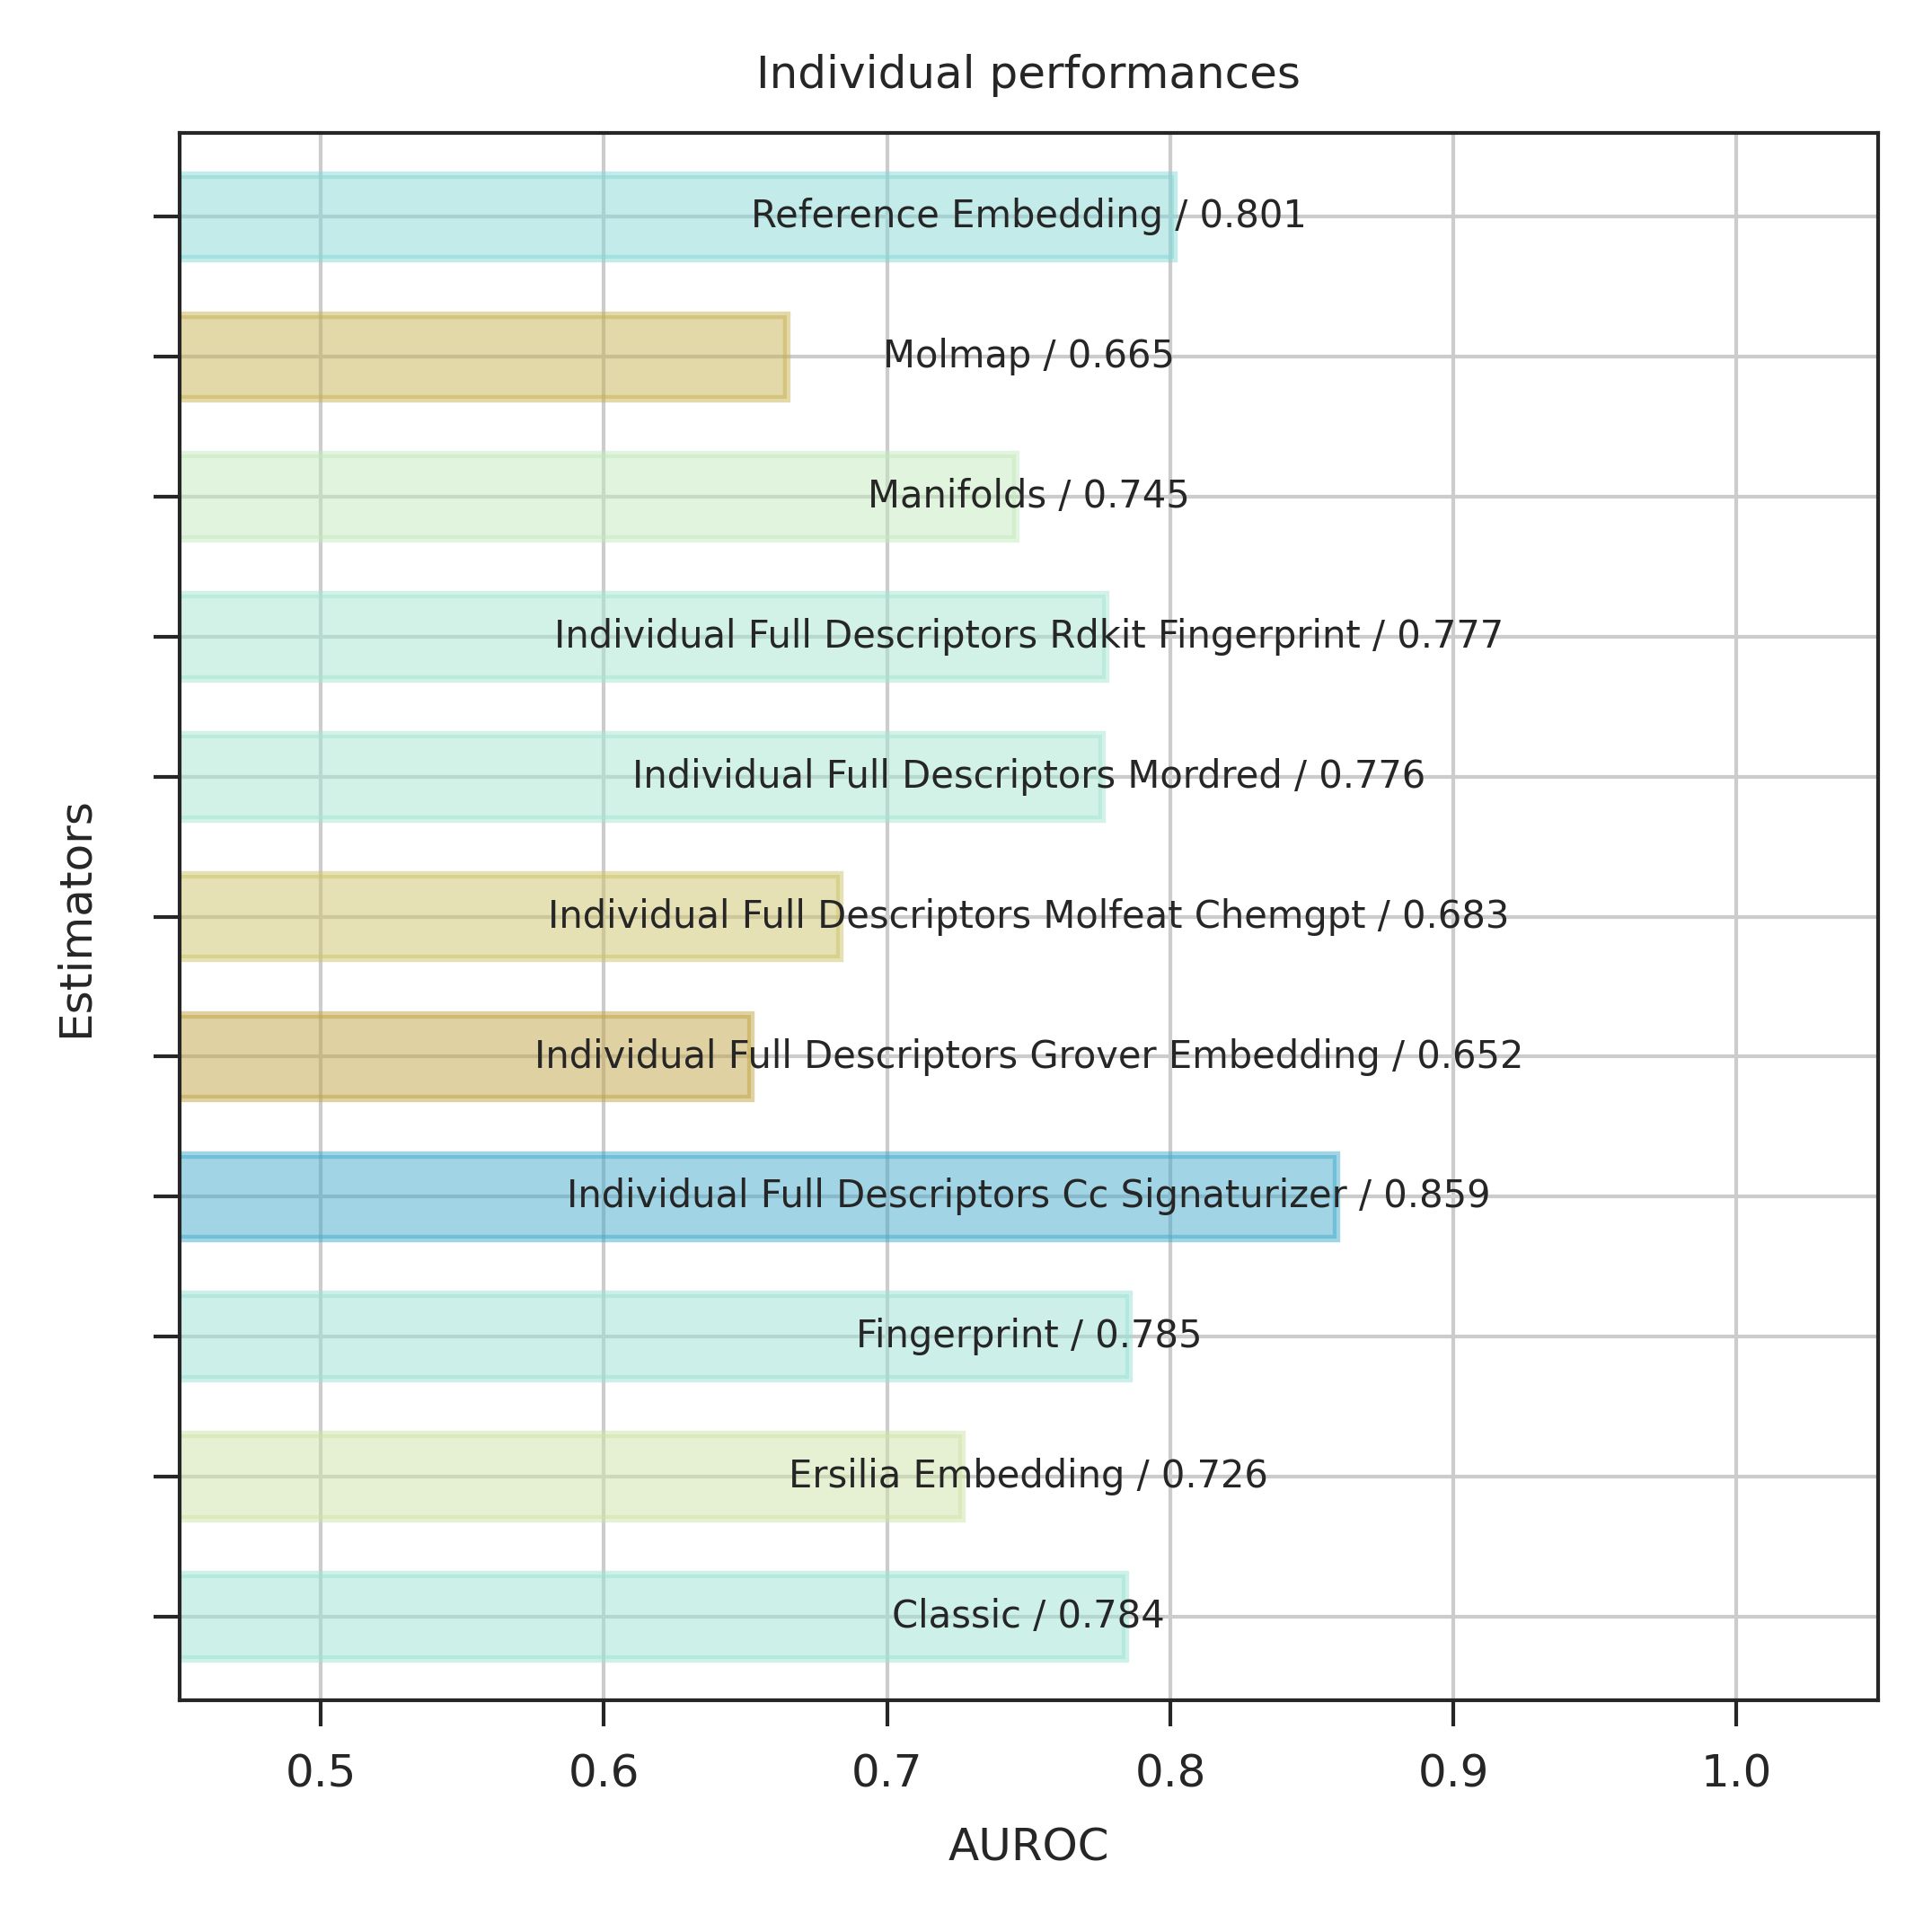 Individual performances
Reference Embedding / 0.801
Molmap / 0.665
Manifolds / 0.745
Individual Full Descriptors Rdkit Fingerprint / 0.777
Individual Full Descriptors Mordred / 0.776
Individual Full Descriptors Molfeat Chemgpt / 0.683
Individual Full Descriptors Grover Embedding / 0.652
Individual Full Descriptors Cc Signaturizer / 0.859
Fingerprint / 0.785
Ersilia Embedding / 0.726
Classic / 0.784
Estimators
0.5 0.6 0.7 0.8 0.9 1.0
AUROC